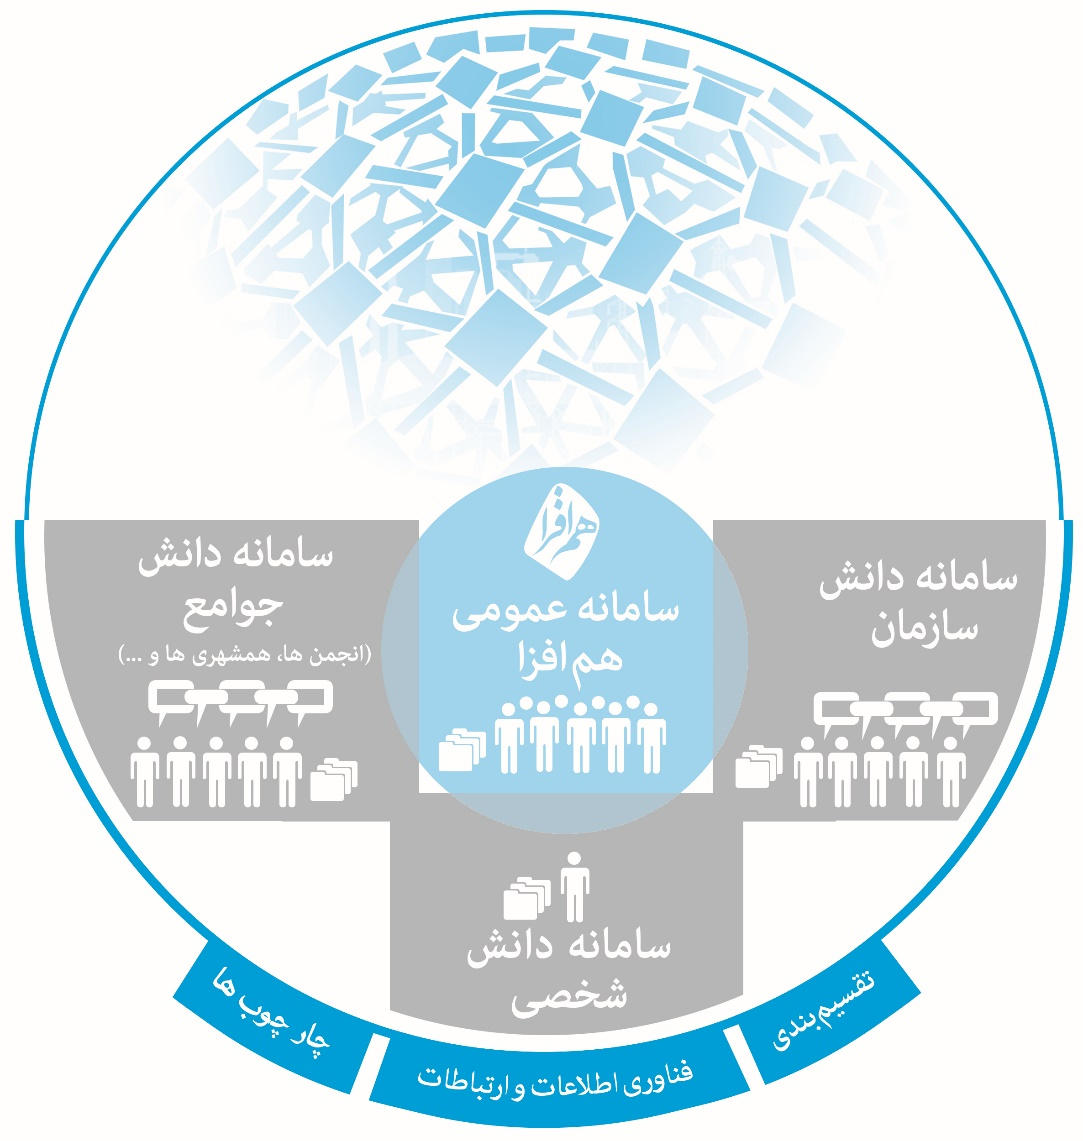 هم افزا
سامانه عمومی
هم افزا
سامانه دانش
سازمان
سامانه دانش
جوامع
(انجمن ها، همشهری ها و ...)
سامانه دانش
شخصی
تقسیم‌بندی
فناوری اطلاعات و ارتباطات
چار چوب ها